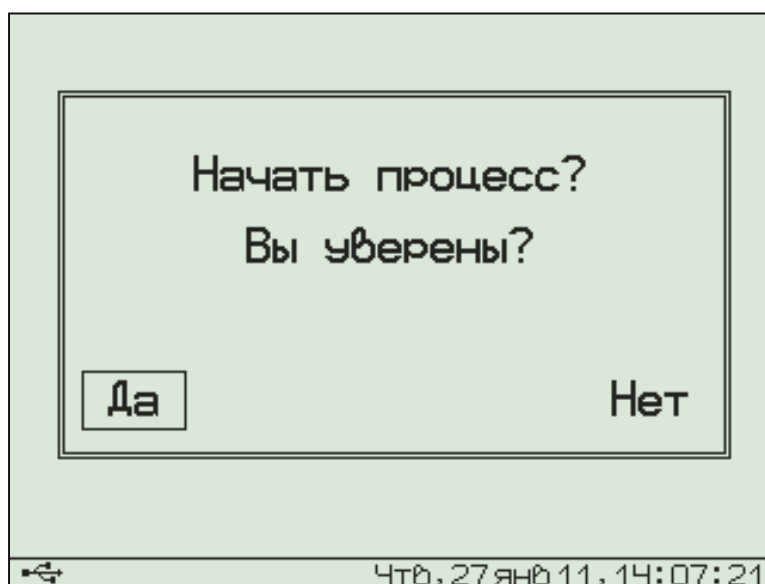 Начать процесс?
Вы уверены?
Да Нет
Чтв,27янв11,14:07:21